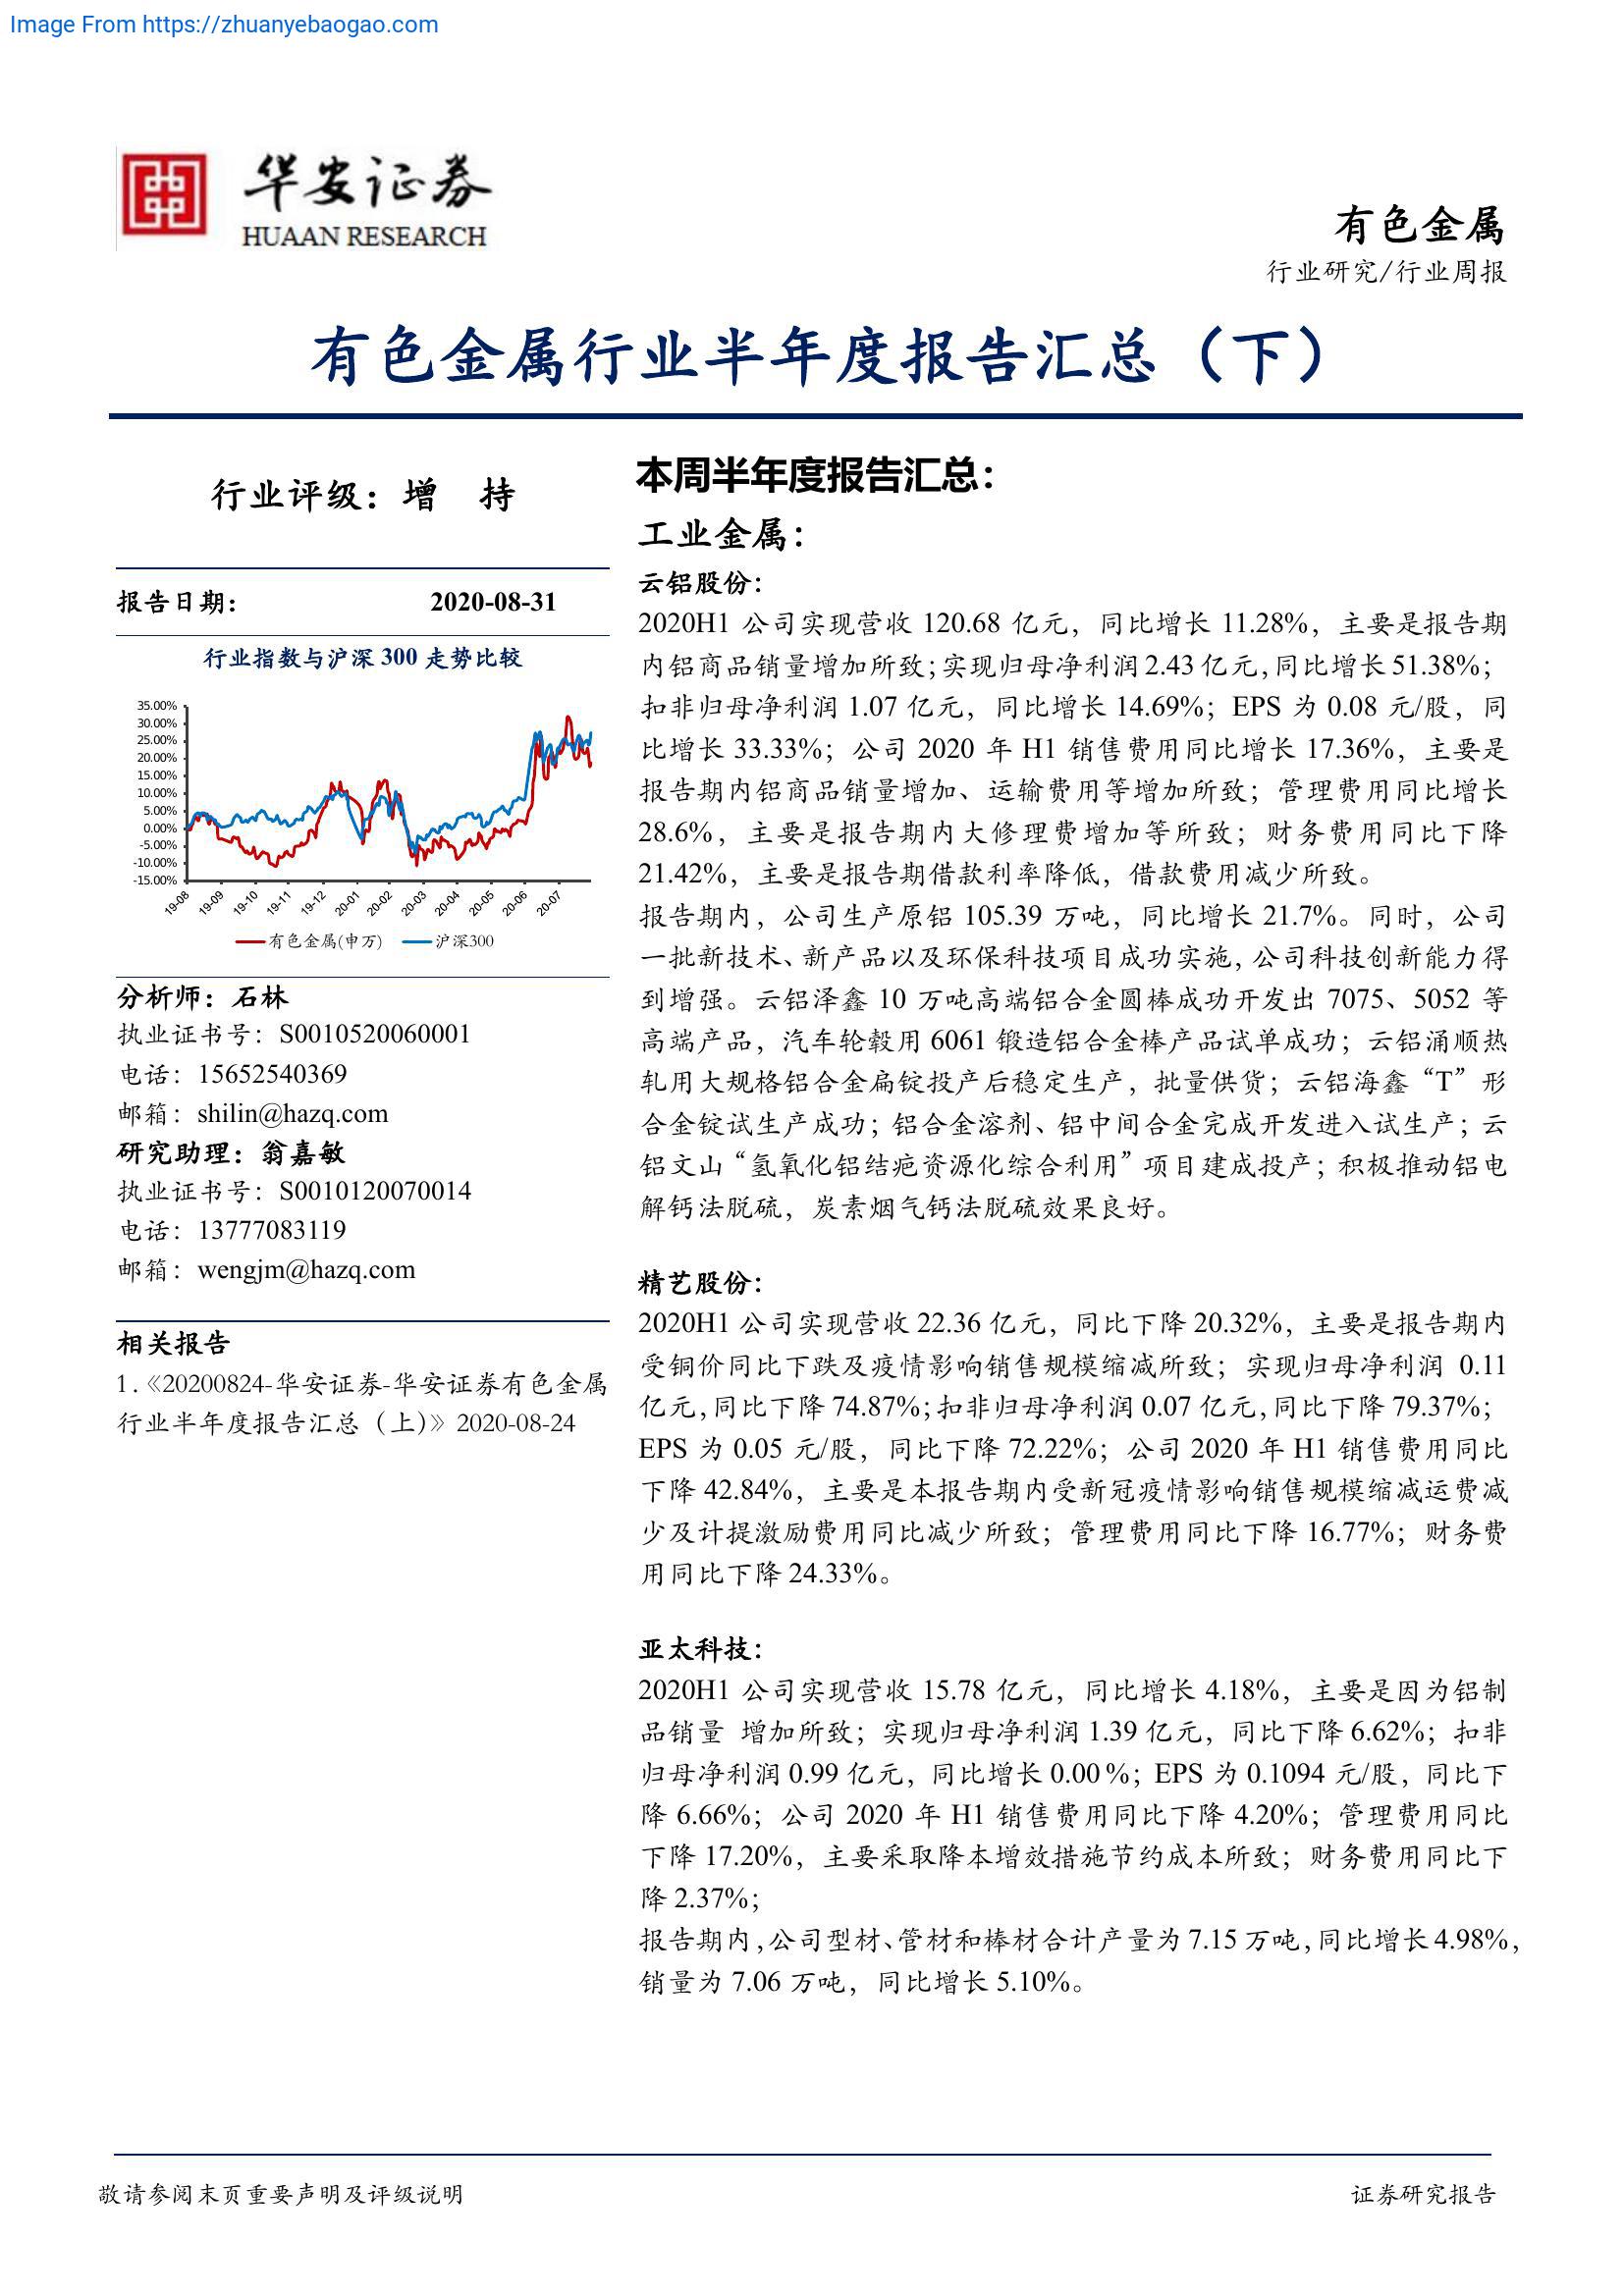 Image From https://zhuanyebaogao.com
华安证券
HUAAN RESEARCH
有色金属
行业研究/行业周报
有色金属行业半年度报告汇总（下）
行业评级：增 持
报告日期： 2020-08-31
行业指数与沪深 300 走势比较
35.00%
30.00%
25.00%
20.00%
15.00%
10.00%
5.00%
0.00%
-5.00%
-10.00%
-15.00%
19-08
19-09
19-10
19-11
19-12
20-01
20-02
20-03
20-04
20-05
20-06
20-07
有色金属(申万) 沪深300
分析师：石林
执业证书号：S0010520060001
电话：15652540369
邮箱：shilin@hazq.com
研究助理：翁嘉敏
执业证书号：S0010120070014
电话：13777083119
邮箱：wengjm@hazq.com
相关报告
1.《20200824-华安证券-华安证券有色金属
行业半年度报告汇总（上）》2020-08-24
本周半年度报告汇总：
工业金属：
云铝股份：
2020H1 公司实现营收 120.68 亿元，同比增长 11.28%，主要是报告期
内铝商品销量增加所致；实现归母净利润 2.43 亿元，同比增长 51.38%；
扣非归母净利润 1.07 亿元，同比增长 14.69%；EPS 为 0.08 元/股，同
比增长 33.33%；公司 2020 年 H1 销售费用同比增长 17.36%，主要是
报告期内铝商品销量增加、运输费用等增加所致；管理费用同比增长
28.6%，主要是报告期内大修理费增加等所致；财务费用同比下降
21.42%，主要是报告期借款利率降低，借款费用减少所致。
报告期内，公司生产原铝 105.39 万吨，同比增长 21.7%。同时，公司
一批新技术、新产品以及环保科技项目成功实施，公司科技创新能力得
到增强。云铝泽鑫 10 万吨高端铝合金圆棒成功开发出 7075、5052 等
高端产品，汽车轮毂用 6061 锻造铝合金棒产品试单成功；云铝涌顺热
轧用大规格铝合金扁锭投产后稳定生产，批量供货；云铝海鑫“T”形
合金锭试生产成功；铝合金溶剂、铝中间合金完成开发进入试生产；云
铝文山“氢氧化铝结疤资源化综合利用”项目建成投产；积极推动铝电
解钙法脱硫，炭素烟气钙法脱硫效果良好。
精艺股份：
2020H1 公司实现营收 22.36 亿元，同比下降 20.32%，主要是报告期内
受铜价同比下跌及疫情影响销售规模缩减所致；实现归母净利润 0.11
亿元，同比下降 74.87%；扣非归母净利润 0.07 亿元，同比下降 79.37%；
EPS 为 0.05 元/股，同比下降 72.22%；公司 2020 年 H1 销售费用同比
下降 42.84%，主要是本报告期内受新冠疫情影响销售规模缩减运费减
少及计提激励费用同比减少所致；管理费用同比下降 16.77%；财务费
用同比下降 24.33%。
亚太科技：
2020H1 公司实现营收 15.78 亿元，同比增长 4.18%，主要是因为铝制
品销量 增加所致；实现归母净利润 1.39 亿元，同比下降 6.62%；扣非
归母净利润 0.99 亿元，同比增长 0.00 %；EPS 为 0.1094 元/股，同比下
降 6.66%；公司 2020 年 H1 销售费用同比下降 4.20%；管理费用同比
下降 17.20%，主要采取降本增效措施节约成本所致；财务费用同比下
降 2.37%；
报告期内，公司型材、管材和棒材合计产量为 7.15 万吨，同比增长 4.98%，
销量为 7.06 万吨，同比增长 5.10%。
敬请参阅末页重要声明及评级说明
证券研究报告